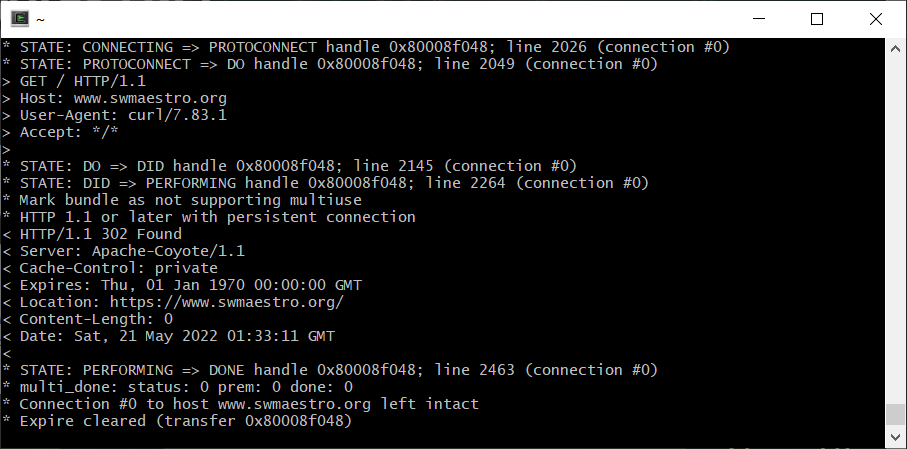 ~
* STATE: CONNECTING => PROTOCONNECT handle 0x80008f048; line 2026 (connection #0)
* STATE: PROTOCONNECT => DO handle 0x80008f048; line 2049 (connection #0)
> GET / HTTP/1.1
> Host: www.swmaestro.org
> User-Agent: curl/7.83.1
> Accept: */*
>
* STATE: DO => DID handle 0x80008f048; line 2145 (connection #0)
* STATE: DID => PERFORMING handle 0x80008f048; line 2264 (connection #0)
* Mark bundle as not supporting multiuse
* HTTP 1.1 or later with persistent connection
< HTTP/1.1 302 Found
< Server: Apache-Coyote/1.1
< Cache-Control: private
< Expires: Thu, 01 Jan 1970 00:00:00 GMT
< Location: https://www.swmaestro.org/
< Content-Length: 0
< Date: Sat, 21 May 2022 01:33:11 GMT
<
* STATE: PERFORMING => DONE handle 0x80008f048; line 2463 (connection #0)
* multi_done: status: 0 prem: 0 done: 0
* Connection #0 to host www.swmaestro.org left intact
* Expire cleared (transfer 0x80008f048)